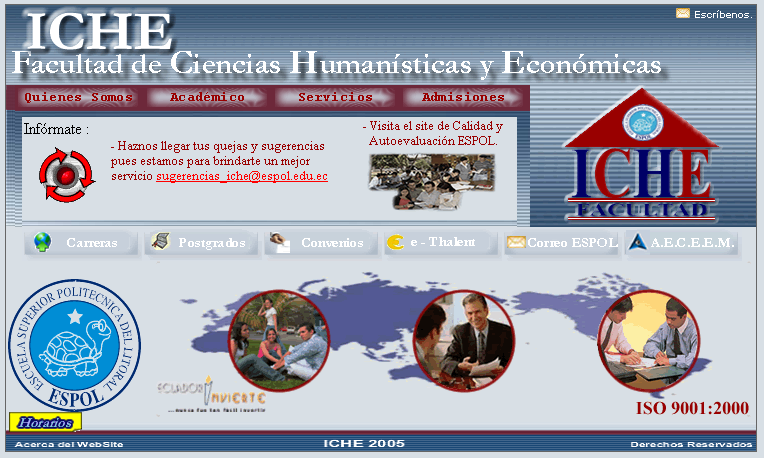 ICHE
Escríbenos.
Facultad de Ciencias Humanísticas y Económicas
Quienes Somos
Académico
Servicios
Admisiones
Infórmate :
- Haznos llegar tus quejas y sugerencias
pues estamos para brindarte un mejor
servicio sugerencias_iche@espol.edu.ec
- Visita el site de Calidad y
Autoevaluación ESPOL.
ICHE
FACULTAD
Carreras
Postgrados
Convenios
e - Thalent
Correo ESPOL
A.E.C.E.E.M.
ESCUELA SUPERIOR POLITECNICA DEL LITORAL
ESPOL
ECUADOR INVIERTE
...nunca fue tan fácil invertir
ISO 9001:2000
Horarios
Acerca del WebSite
ICHE 2005
Derechos Reservados